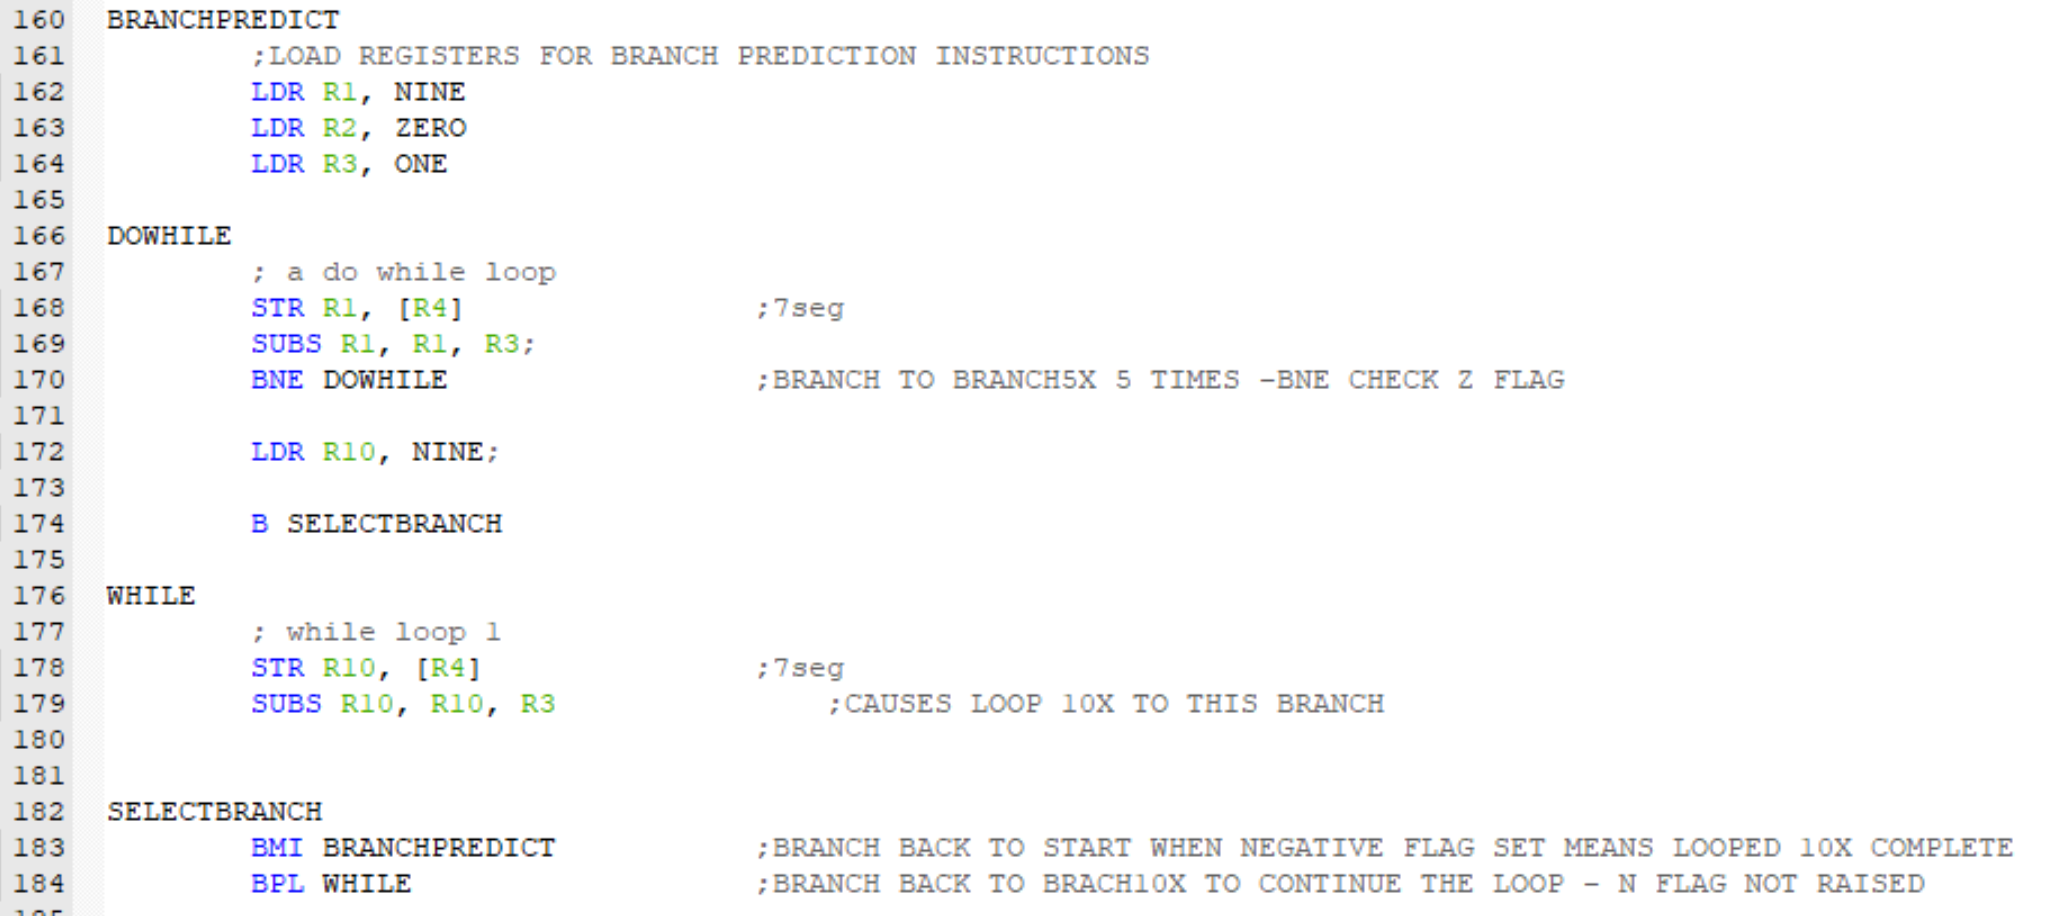 160 BRANCHPREDICT
161 ;LOAD REGISTERS FOR BRANCH PREDICTION INSTRUCTIONS
162 LDR R1, NINE
163 LDR R2, ZERO
164 LDR R3, ONE
165
166 DOWHILE
167 ; a do while loop
168 STR R1, [R4] ;7seg
169 SUBS R1, R1, R3;
170 BNE DOWHILE ;BRANCH TO BRANCH5X 5 TIMES -BNE CHECK Z FLAG
171
172 LDR R10, NINE;
173
174 B SELECTBRANCH
175
176 WHILE
177 ; while loop 1
178 STR R10, [R4] ;7seg
179 SUBS R10, R10, R3 ;CAUSES LOOP 10X TO THIS BRANCH
180
181
182 SELECTBRANCH
183 BMI BRANCHPREDICT ;BRANCH BACK TO START WHEN NEGATIVE FLAG SET MEANS LOOPED 10X COMPLETE
184 BPL WHILE ;BRANCH BACK TO BRACH10X TO CONTINUE THE LOOP - N FLAG NOT RAISED